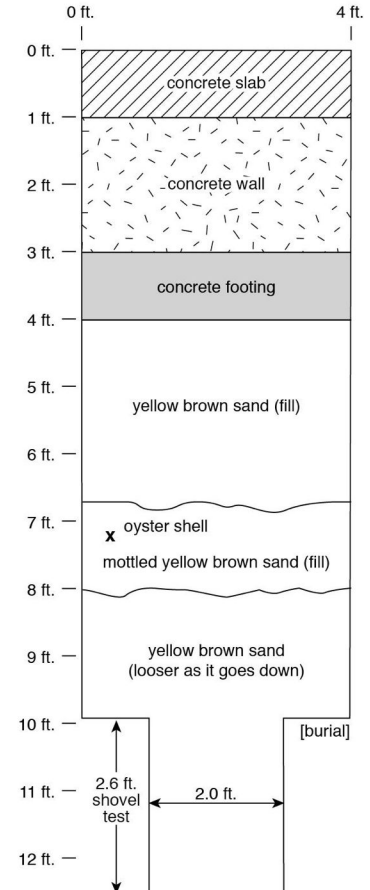 0 ft. 4 ft.
0 ft.
concrete slab
1 ft.
2 ft.
concrete wall
3 ft.
concrete footing
4 ft.
5 ft.
yellow brown sand (fill)
6 ft.
7 ft.
x oyster shell
mottled yellow brown sand (fill)
8 ft.
yellow brown sand
9 ft.
(looser as it goes down)
10 ft.
[burial]
2.6 ft.
11 ft.
shovel
2.0 ft.
test
12 ft.